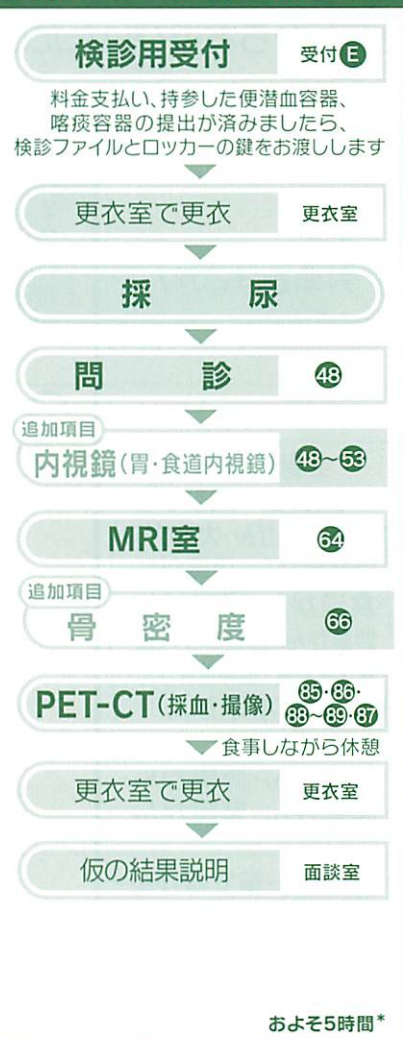 検診用受付 受付E
料金支払い、持参した便潜血容器、
喀痰容器の提出が済みましたら、
検診ファイルとロッカーの鍵をお渡しします
更衣室で更衣 更衣室
採尿
問診 48
追加項目
内視鏡(胃・食道内視鏡) 48~53
MRI室 64
追加項目
骨密度 66
PET-CT(採血・撮像) 85・86・
88~89・87
食事しながら休憩
更衣室で更衣 更衣室
仮の結果説明 面談室
およそ5時間*